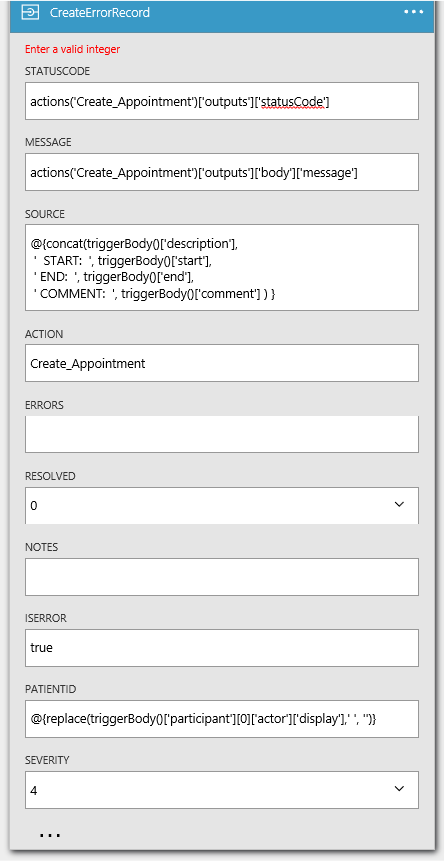 CreateErrorRecord
Enter a valid integer
STATUSCODE
actions('Create_Appointment')['outputs']['statusCode']
MESSAGE
actions('Create_Appointment')['outputs']['body']['message']
SOURCE
@{concat(triggerBody()['description'],
'  START:  ', triggerBody()['start'],
' END:  ', triggerBody()['end'],
' COMMENT:  ', triggerBody()['comment'] ) }
ACTION
Create_Appointment
ERRORS
RESOLVED
0
NOTES
ISERROR
true
PATIENTID
@{replace(triggerBody()['participant'][0]['actor']['display'],' ', '')}
SEVERITY
4